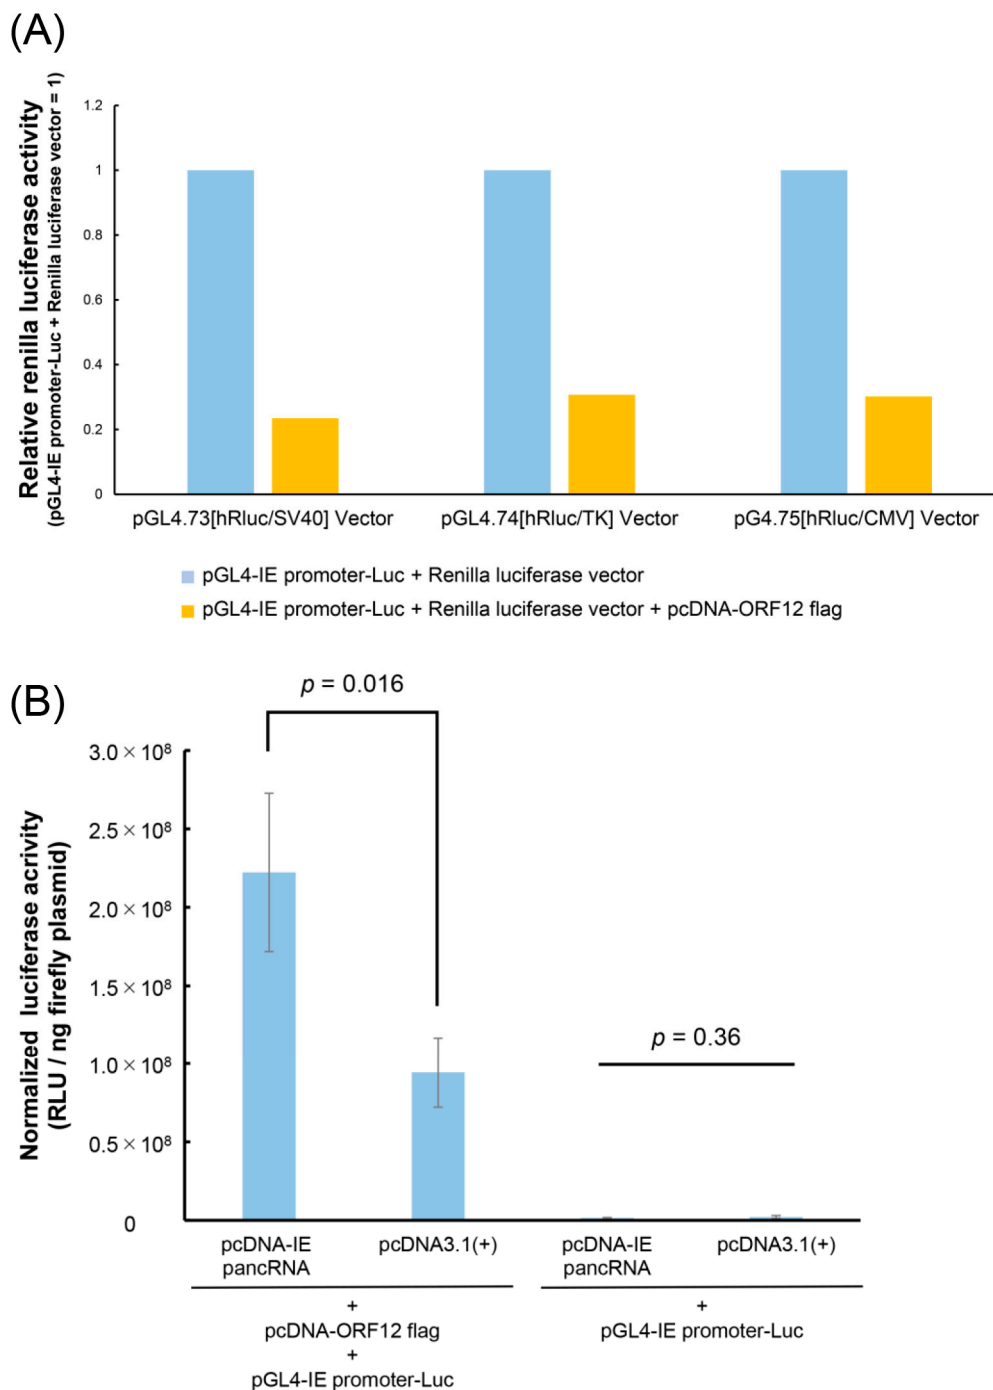 (A)
Relative renilla luciferase activity
(pGL4-IE promoter-Luc + Renilla luciferase vector = 1)
1.2
1
0.8
0.6
0.4
0.2
0
pGL4.73[hRluc/SV40] Vector
pGL4.74[hRluc/TK] Vector
pG4.75[hRluc/CMV] Vector
pGL4-IE promoter-Luc + Renilla luciferase vector
pGL4-IE promoter-Luc + Renilla luciferase vector + pcDNA-ORF12 flag
(B)
p = 0.016
Normalized luciferase acrivity
(RLU / ng firefly plasmid)
3.0 × 10⁸
2.5 × 10⁸
2.0 × 10⁸
1.5 × 10⁸
1.0 × 10⁸
0.5 × 10⁸
0
p = 0.36
pcDNA-IE
pancRNA
pcDNA3.1(+)
pcDNA-IE
pancRNA
pcDNA3.1(+)
+
pcDNA-ORF12 flag
+
pGL4-IE promoter-Luc
+
pGL4-IE promoter-Luc